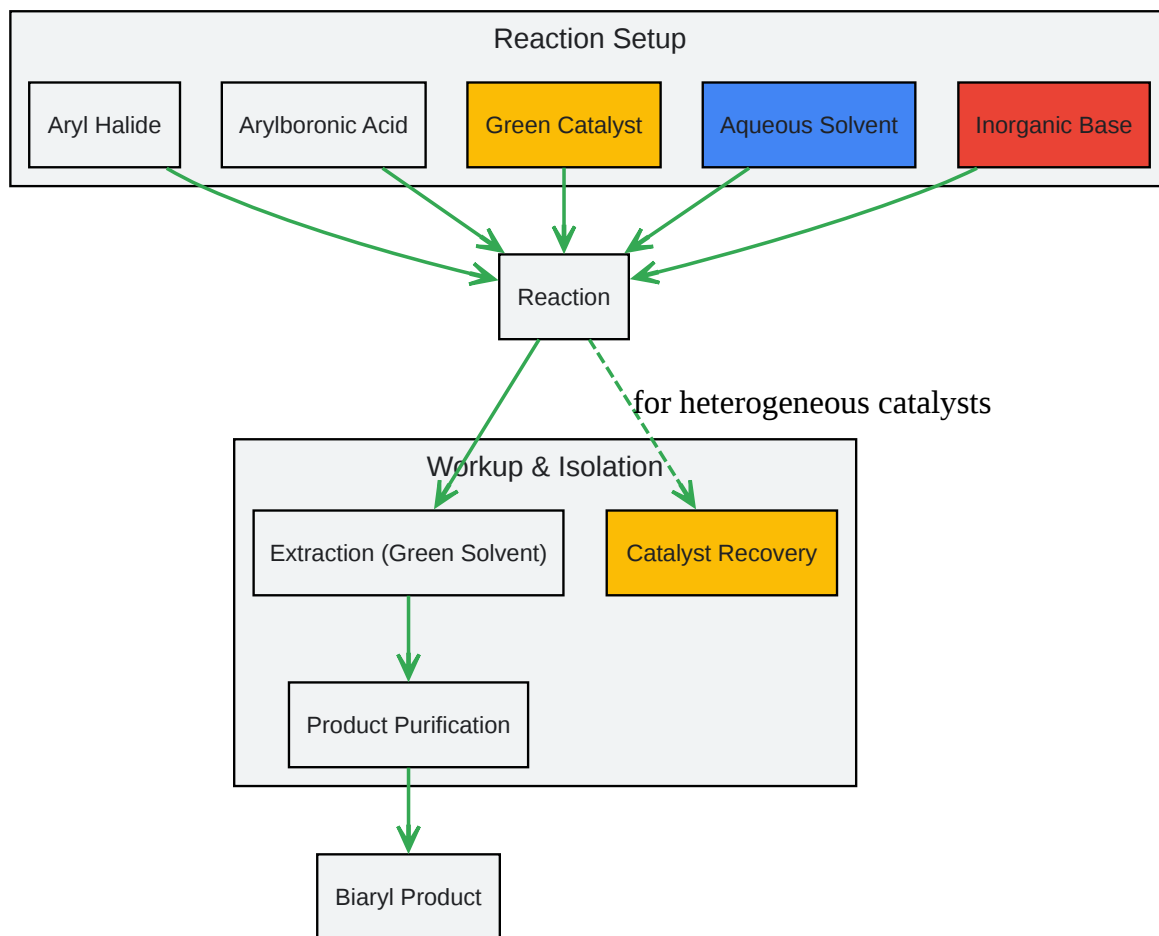 Reaction Setup
Aryl Halide
Arylboronic Acid
Green Catalyst
Aqueous Solvent
Inorganic Base
Reaction
for heterogeneous catalysts
Workup & Isolation
Extraction (Green Solvent)
Catalyst Recovery
Product Purification
Biaryl Product